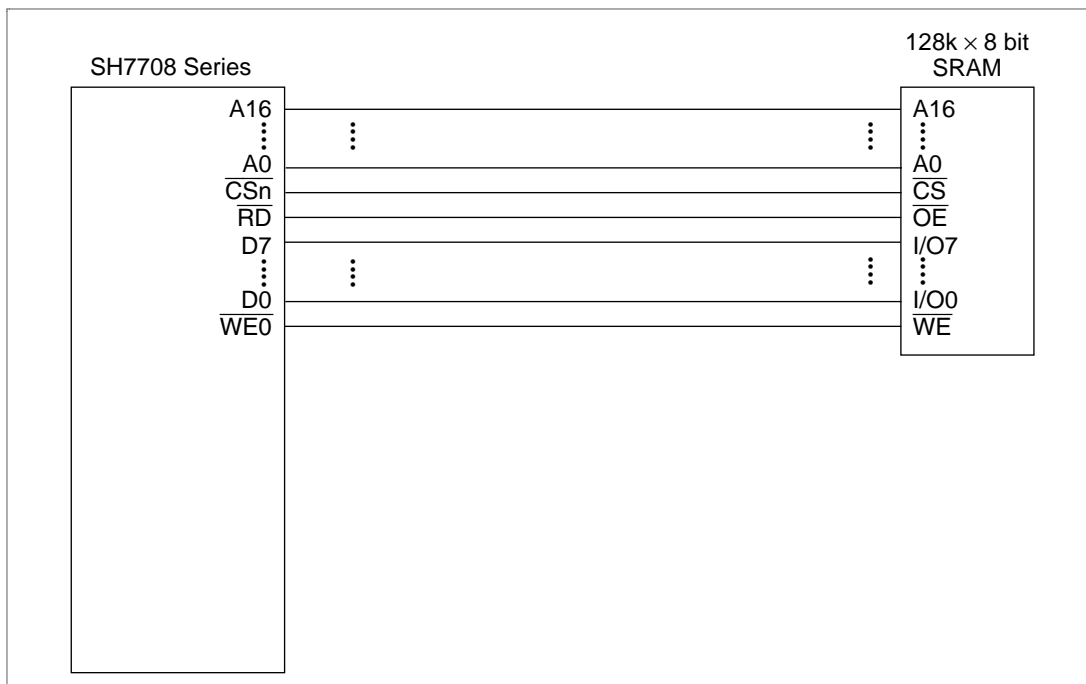 SH7708 Series
A16
A0
CSn
RD
D7
D0
WE0
128k × 8 bit
SRAM
A16
A0
CS
OE
I/O7
I/O0
WE